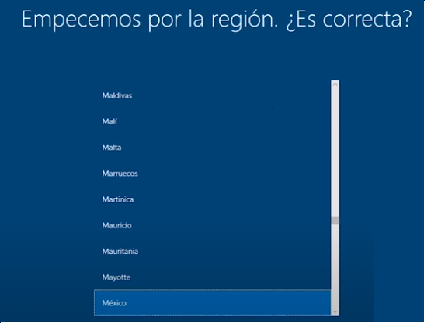 Empecemos por la región. ¿Es correcta?
Maldivas
Malí
Malta
Marruecos
Martinica
Mauricio
Mauritania
Mayotte
México